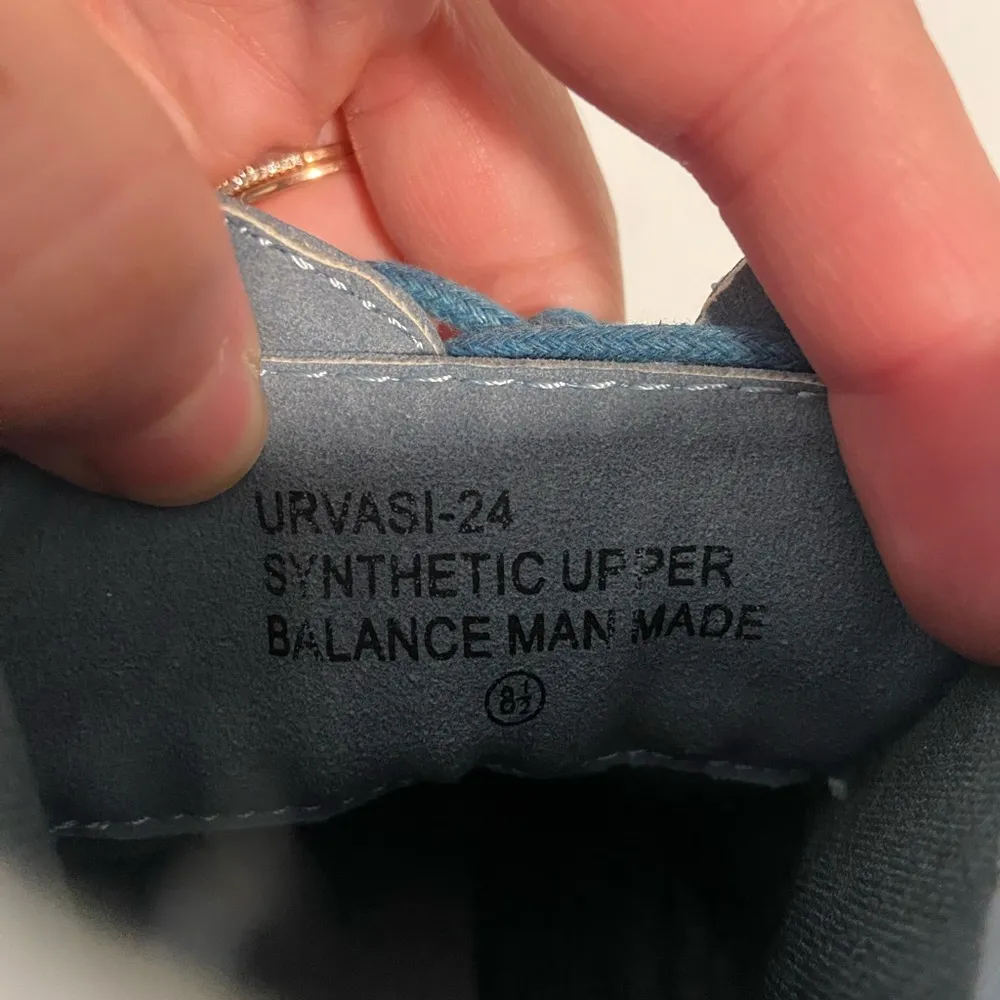 URVASI-24
SYNTHETIC UPPER
BALANCE MAN MADE
8½